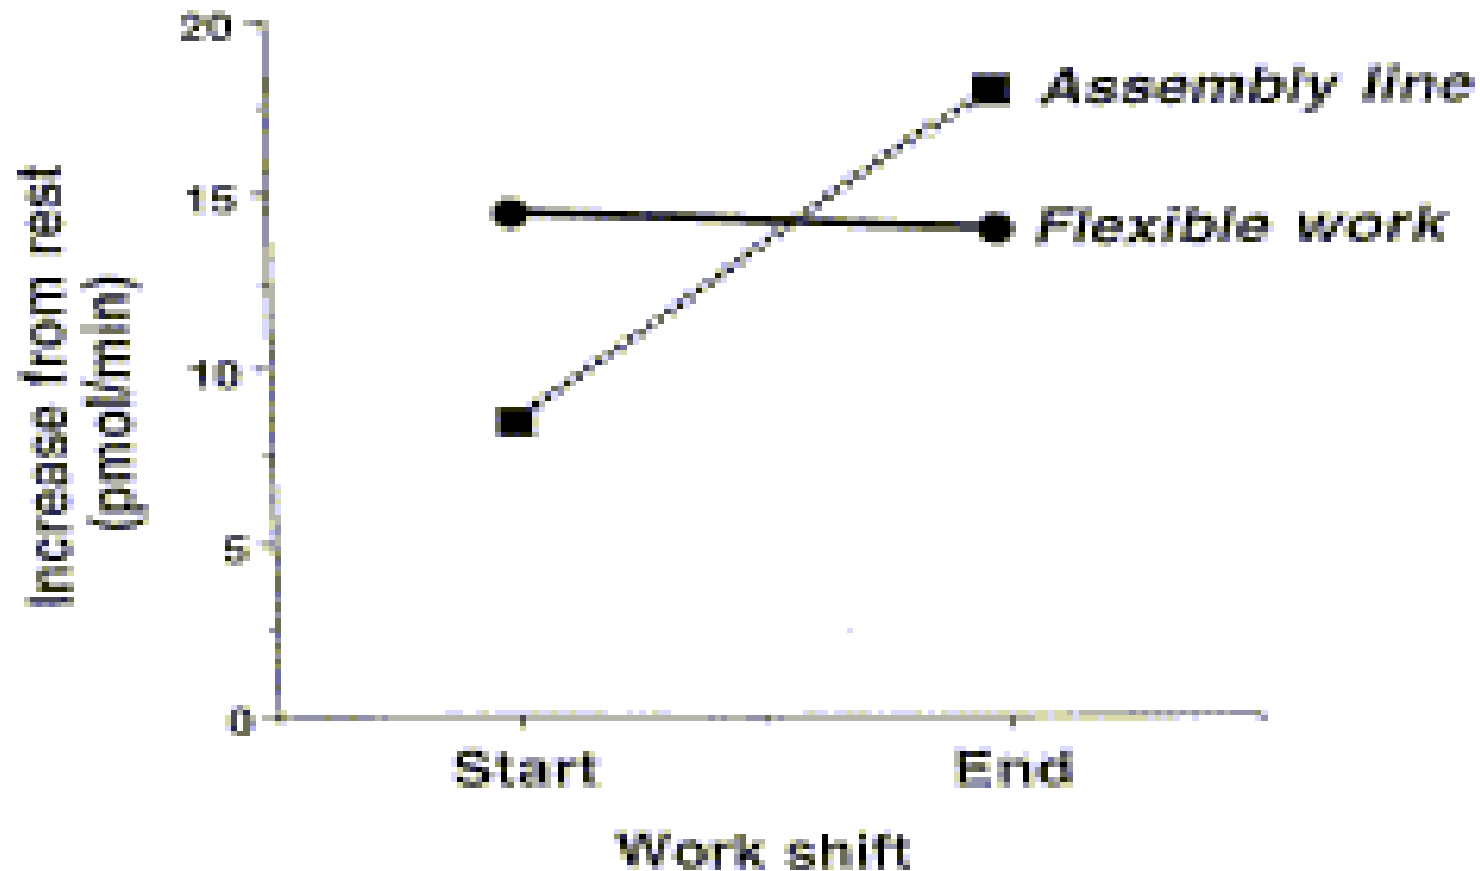 20
Assembly line
15
Flexible work
Increase from rest
(pmol/min)
10
5
0
Start End
Work shift